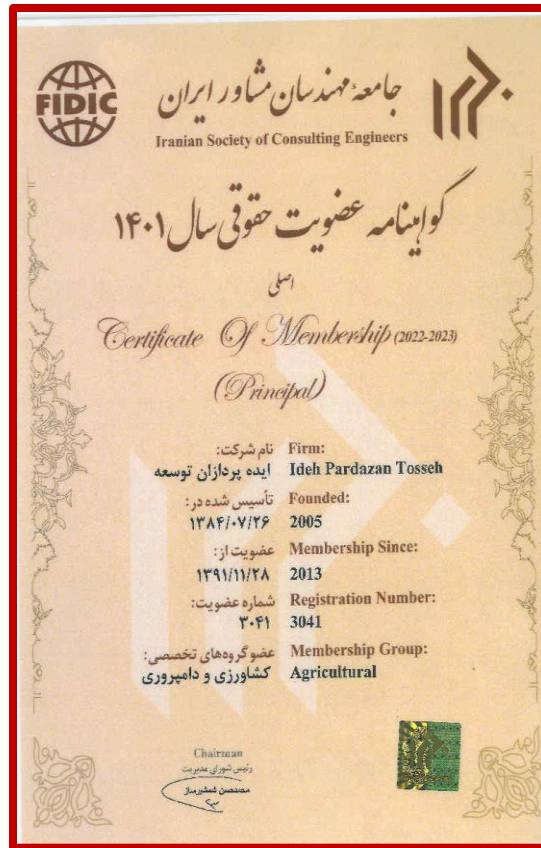 FIDIC
جامعهٔ مهندسان مشاور ایران
Iranian Society of Consulting Engineers
گواهینامه عضویت حقوقی سال ۱۴۰۱
اصلی
Certificate Of Membership (2022-2023)
(Principal)
نام شرکت: Firm:
ایده پردازان توسعه Ideh Pardazan Tosseh
تأسیس شده در: Founded:
۱۳۸۴/۰۷/۲۶ 2005
عضویت از: Membership Since:
۱۳۹۱/۱۱/۲۸ 2013
شماره عضویت: Registration Number:
۳۰۴۱ 3041
عضو گروه‌های تخصصی: Membership Group:
کشاورزی و دامپروری Agricultural
Chairman
رئیس شورای مدیریت